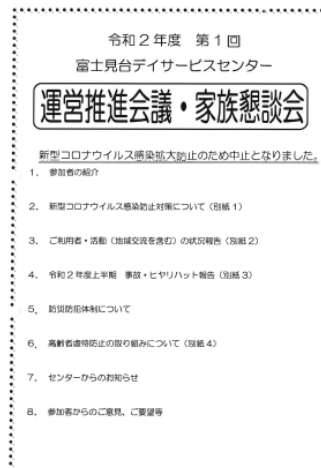 令和２年度　第１回
富士見台デイサービスセンター
運営推進会議・家族懇談会
新型コロナウイルス感染拡大防止のため中止となりました。
１．　参加者の紹介
２．　新型コロナウイルス感染防止対策について（別紙１）
３．　ご利用者・活動（地域交流を含む）の状況報告（別紙２）
４．　令和２年度上半期　事故・ヒヤリハット報告（別紙３）
５．　防災防犯体制について
６．　高齢者虐待防止の取り組みについて（別紙４）
７．　センターからのお知らせ
８．　参加者からのご意見、ご要望等